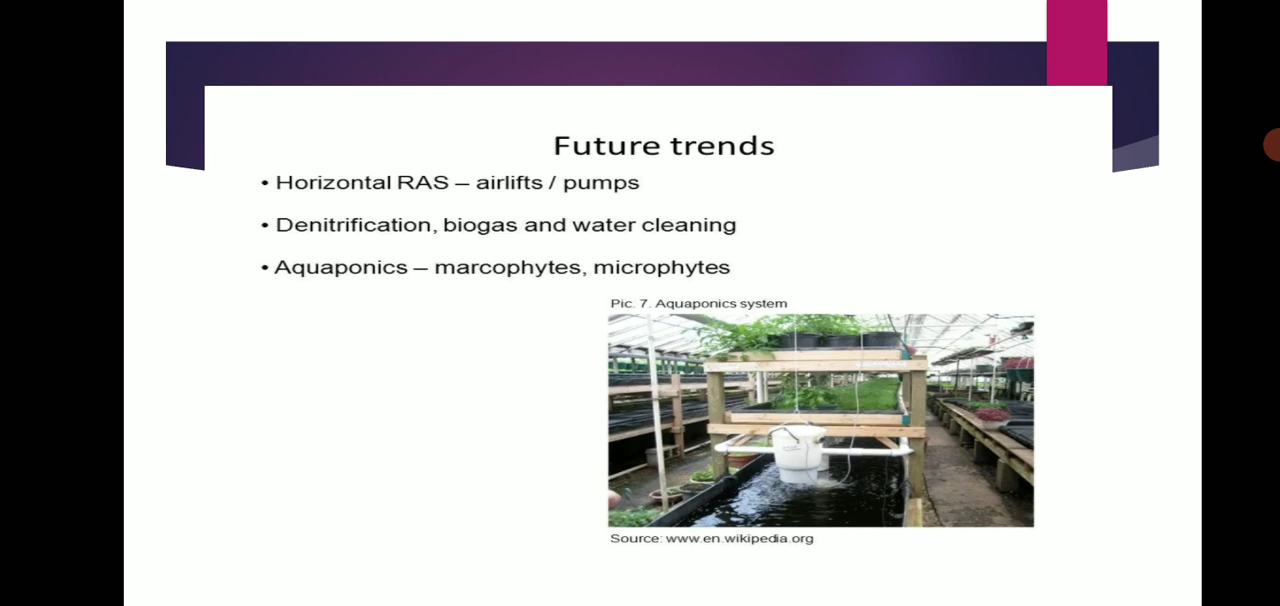 Future trends
• Horizontal RAS – airlifts / pumps
• Denitrification, biogas and water cleaning
• Aquaponics – marcophytes, microphytes
Pic. 7. Aquaponics system
Source: www.en.wikipedia.org